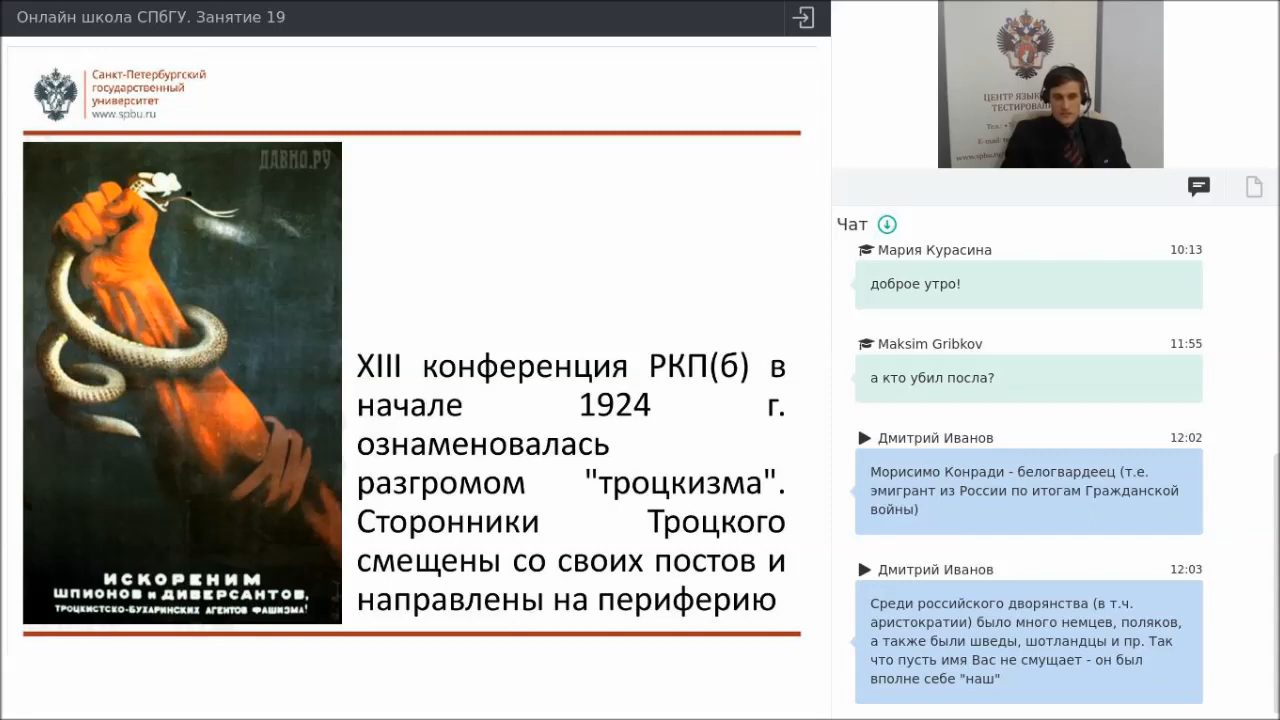 Онлайн школа СПбГУ. Занятие 19
Санкт-Петербургский
государственный
университет
www.spbu.ru
ДАВНО.РУ
ИСКОРЕНИМ
ШПИОНОВ и ДИВЕРСАНТОВ,
ТРОЦКИСТСКО-БУХАРИНСКИХ АГЕНТОВ ФАШИЗМА!
XIII конференция РКП(б) в
начале 1924 г.
ознаменовалась
разгромом "троцкизма".
Сторонники Троцкого
смещены со своих постов и
направлены на периферию
ЦЕНТР
ТЕСТИРОВАН
Тел.:
E-mail:
www.spbu.ru
Чат
Мария Курасина 10:13
доброе утро!
Maksim Gribkov 11:55
а кто убил посла?
Дмитрий Иванов 12:02
Морисимо Конради - белогвардеец (т.е.
эмигрант из России по итогам Гражданской
войны)
Дмитрий Иванов 12:03
Среди российского дворянства (в т.ч.
аристократии) было много немцев, поляков,
а также были шведы, шотландцы и пр. Так
что пусть имя Вас не смущает - он был
вполне себе "наш"